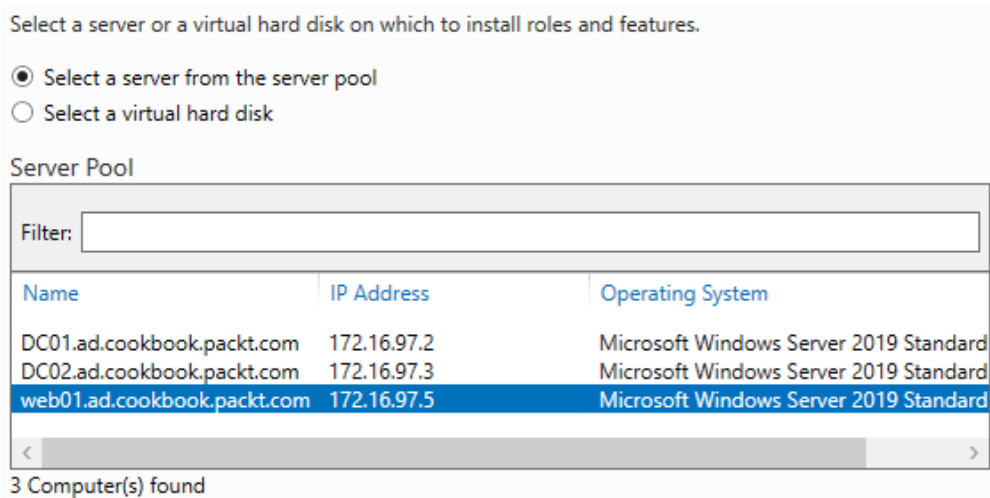 Select a server or a virtual hard disk on which to install roles and features.
Select a server from the server pool
Select a virtual hard disk
Server Pool
Filter:
Name IP Address Operating System
DC01.ad.cookbook.packt.com 172.16.97.2 Microsoft Windows Server 2019 Standard
DC02.ad.cookbook.packt.com 172.16.97.3 Microsoft Windows Server 2019 Standard
web01.ad.cookbook.packt.com 172.16.97.5 Microsoft Windows Server 2019 Standard
3 Computer(s) found